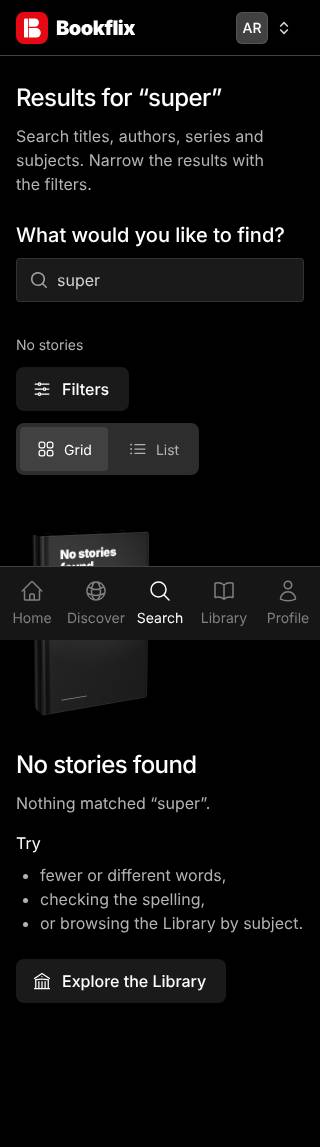 Bookflix
AR
Results for “super”
Search titles, authors, series and
subjects. Narrow the results with
the filters.
What would you like to find?
super
No stories
Filters
Grid
List
No stories
found
Home
Discover
Search
Library
Profile
No stories found
Nothing matched “super”.
Try
• fewer or different words,
• checking the spelling,
• or browsing the Library by subject.
Explore the Library